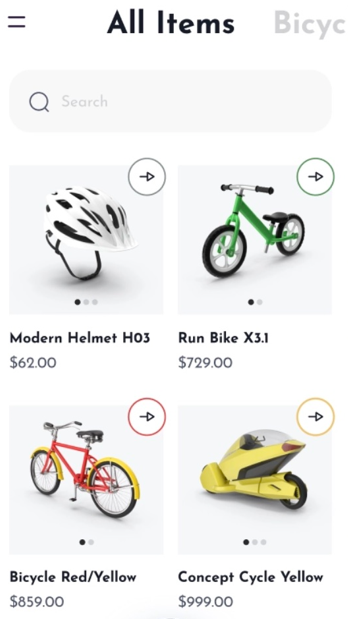 All Items Bicyc
Search
Modern Helmet H03
$62.00
Run Bike X3.1
$729.00
Bicycle Red/Yellow
$859.00
Concept Cycle Yellow
$999.00